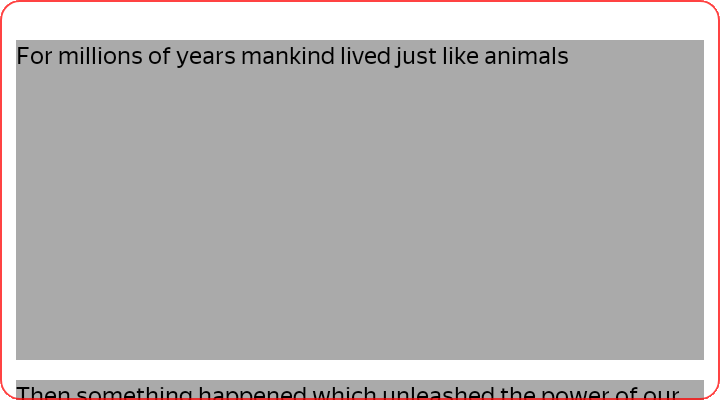 For millions of years mankind lived just like animals
Then something happened which unleashed the power of our